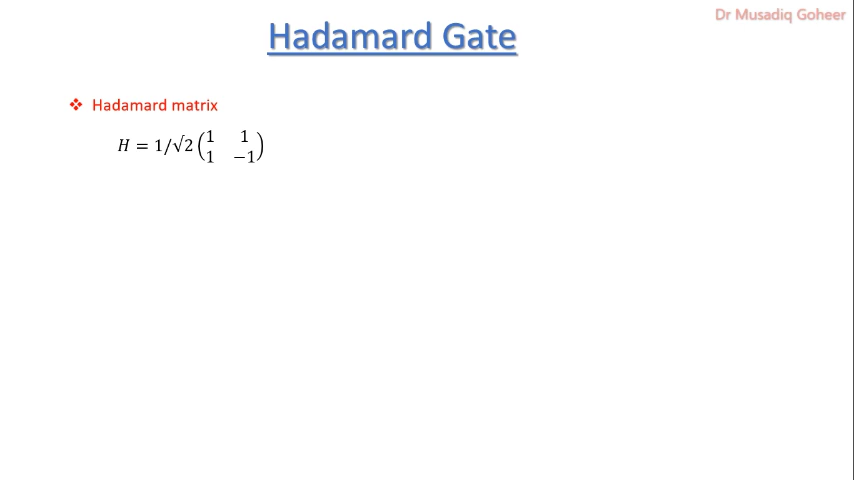 Dr Musadiq Goheer
Hadamard Gate
❖ Hadamard matrix
H = 1/√2 (1 1
1 −1)